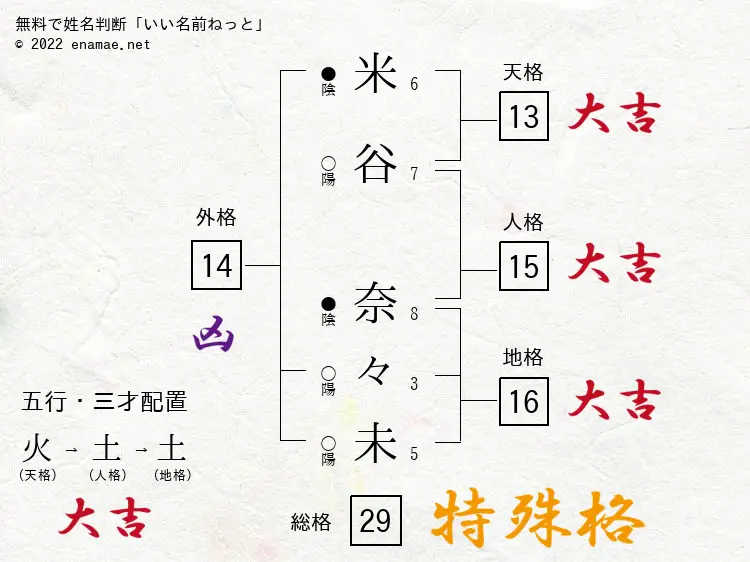 無料で姓名判断「いい名前ねっと」
© 2022 enamae.net
● 陰 米 6
○ 陽 谷 7
● 陰 奈 8
○ 陽 々 3
○ 陽 未 5
天格
13 大吉
人格
15 大吉
地格
16 大吉
外格
14
凶
五行・三才配置
火 → 土 → 土
(天格) (人格) (地格)
大吉
総格 29 特殊格